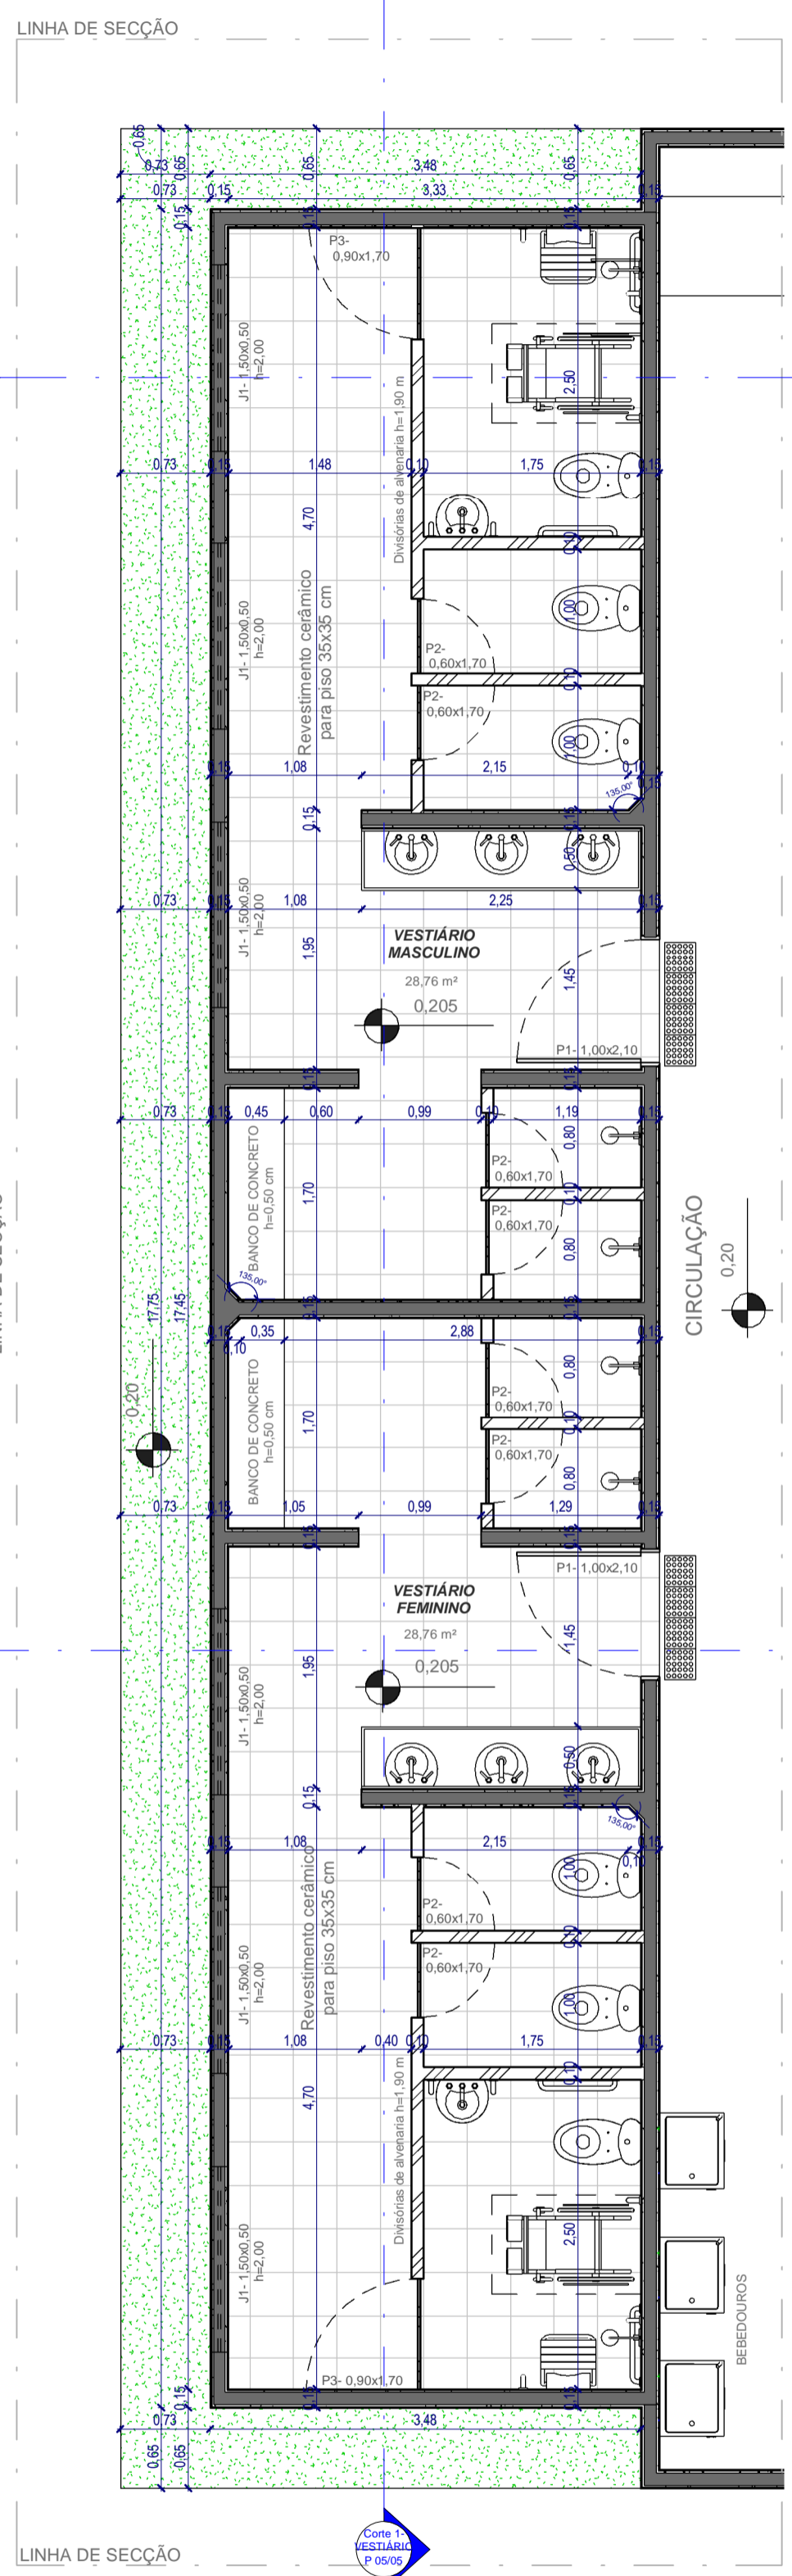 LINHA DE SECÇÃO
0,65
0,73
0,65
0,65
3,48
0,65
0,73
0,15
3,33
0,15
0,15
0,15
0,15
P3-
0,90x1,70
J1- 1,50x0,50
h=2,00
2,50
Divisórias de alvenaria h=1,90 m
0,73
0,15
1,48
0,10
1,75
0,15
4,70
0,10
J1- 1,50x0,50
h=2,00
Revestimento cerâmico
para piso 35x35 cm
1,00
P2-
0,60x1,70
0,10
P2-
0,60x1,70
1,00
0,15
1,08
2,15
0,10
0,15
135,00°
0,15
0,15
0,50
J1- 1,50x0,50
h=2,00
0,73
0,15
1,08
2,25
0,15
1,95
VESTIÁRIO
MASCULINO
28,76 m²
0,205
1,45
P1- 1,00x2,10
0,15
0,15
0,73
0,15
0,45
0,60
0,99
0,10
1,19
0,15
BANCO DE CONCRETO
h=0,50 cm
1,70
0,80
P2-
0,60x1,70
0,10
P2-
0,60x1,70
0,80
CIRCULAÇÃO
0,20
135,00°
17,75
17,45
0,15
0,15
0,15
0,10
0,35
2,88
0,15
0,20
BANCO DE CONCRETO
h=0,50 cm
1,70
0,80
P2-
0,60x1,70
0,10
P2-
0,60x1,70
0,80
0,73
0,15
1,05
0,99
1,29
0,15
0,15
0,15
P1- 1,00x2,10
VESTIÁRIO
FEMININO
28,76 m²
0,205
1,45
1,95
J1- 1,50x0,50
h=2,00
0,50
0,15
0,15
135,00°
0,15
1,08
2,15
0,15
0,10
Revestimento cerâmico
para piso 35x35 cm
1,00
P2-
0,60x1,70
0,10
P2-
0,60x1,70
J1- 1,50x0,50
h=2,00
1,00
0,73
0,15
1,08
0,40
0,10
1,75
0,15
0,10
4,70
Divisórias de alvenaria h=1,90 m
J1- 1,50x0,50
h=2,00
2,50
BEBEDOUROS
P3- 0,90x1,70
0,15
0,15
0,15
0,73
3,48
0,65
0,65
Corte 1-
VESTIÁRIO
P 05/05
LINHA DE SECÇÃO